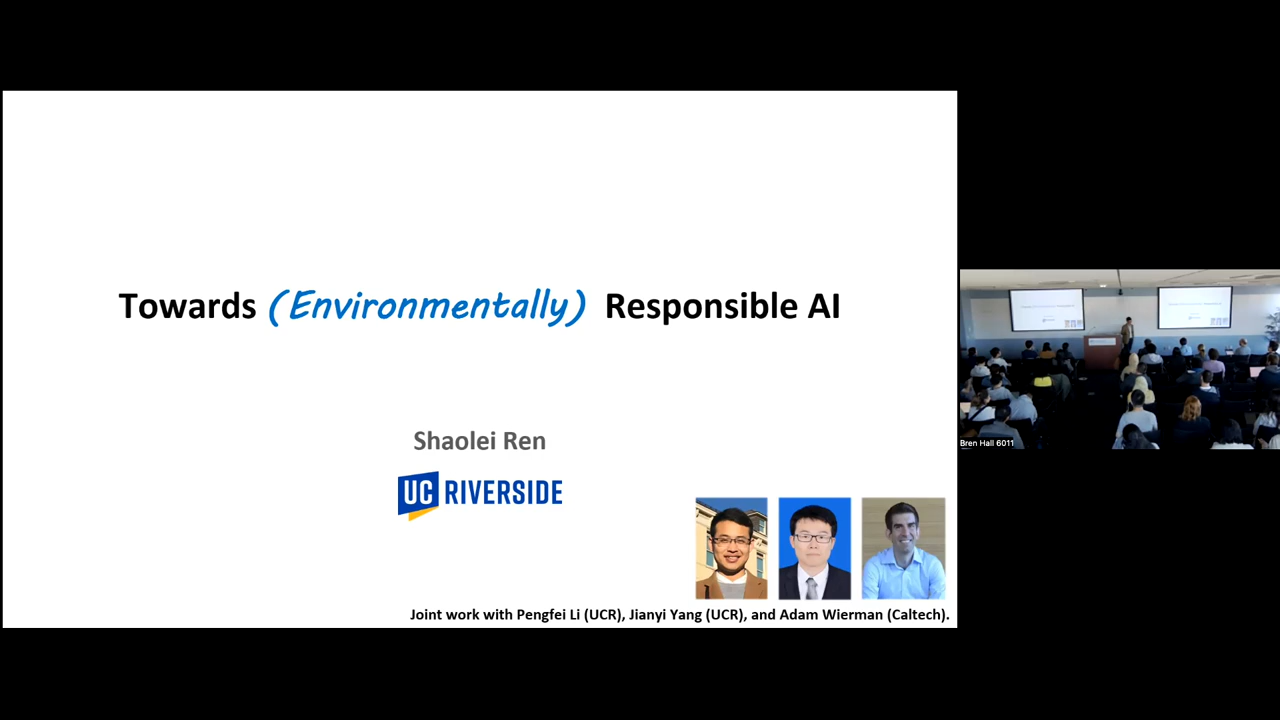 Towards (Environmentally) Responsible AI
Shaolei Ren
UC RIVERSIDE
Joint work with Pengfei Li (UCR), Jianyi Yang (UCR), and Adam Wierman (Caltech).
Bren Hall 6011